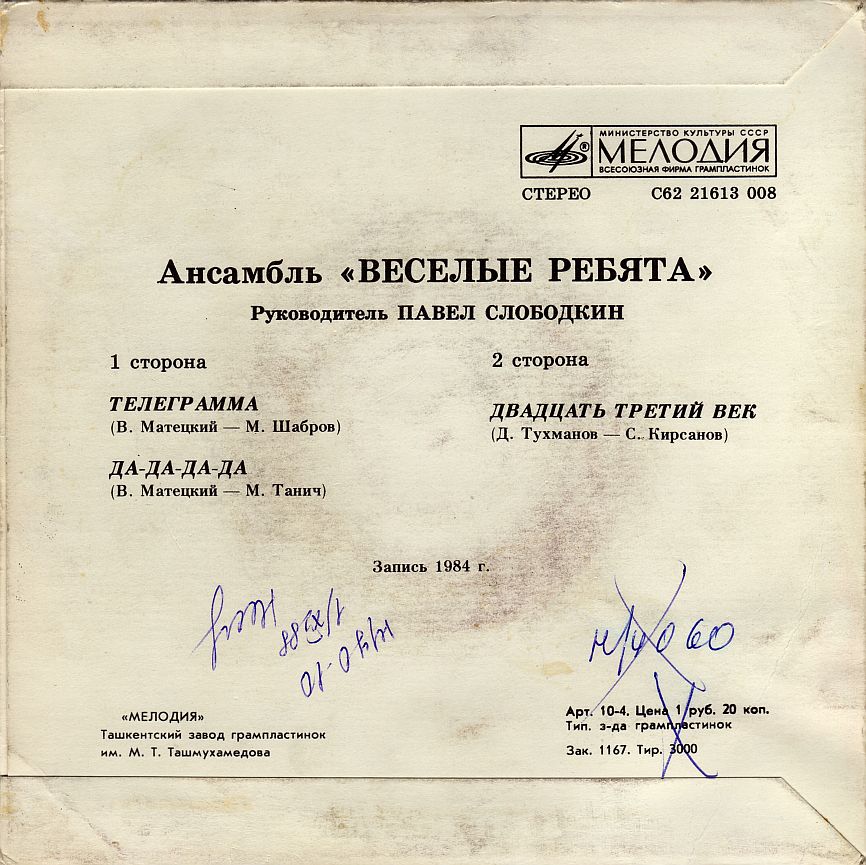 МИНИСТЕРСТВО КУЛЬТУРЫ СССР
® МЕЛОДИЯ
ВСЕСОЮЗНАЯ ФИРМА ГРАМПЛАСТИНОК
СТЕРЕО С62 21613 008
Ансамбль «ВЕСЕЛЫЕ РЕБЯТА»
Руководитель ПАВЕЛ СЛОБОДКИН
1 сторона
ТЕЛЕГРАММА
(В. Матецкий — М. Шабров)
ДА-ДА-ДА-ДА
(В. Матецкий — М. Танич)
2 сторона
ДВАДЦАТЬ ТРЕТИЙ ВЕК
(Д. Тухманов — С. Кирсанов)
Запись 1984 г.
«МЕЛОДИЯ»
Ташкентский завод грампластинок
им. М. Т. Ташмухамедова
Арт. 10-4. Цена 1 руб. 20 коп.
Тип. з-да грампластинок
Зак. 1167. Тир. 3000